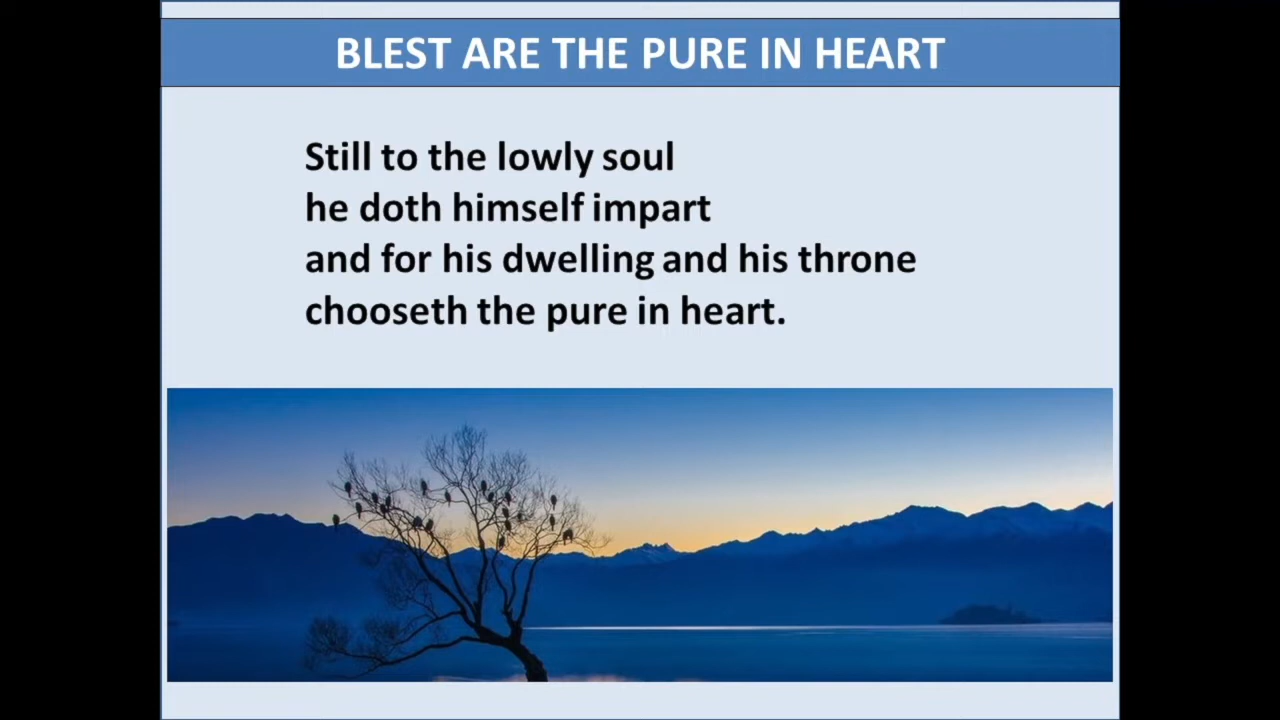 BLEST ARE THE PURE IN HEART
Still to the lowly soul
he doth himself impart
and for his dwelling and his throne
chooseth the pure in heart.